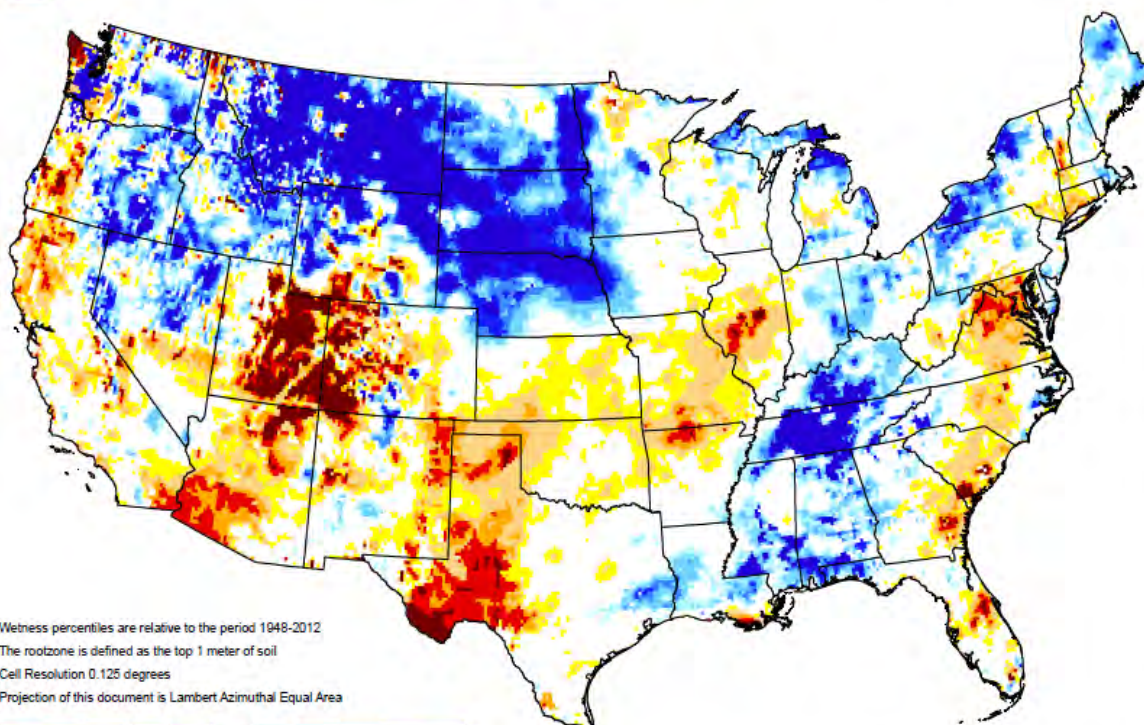 Wetness percentiles are relative to the period 1948-2012
The rootzone is defined as the top 1 meter of soil
Cell Resolution 0.125 degrees
Projection of this document is Lambert Azimuthal Equal Area